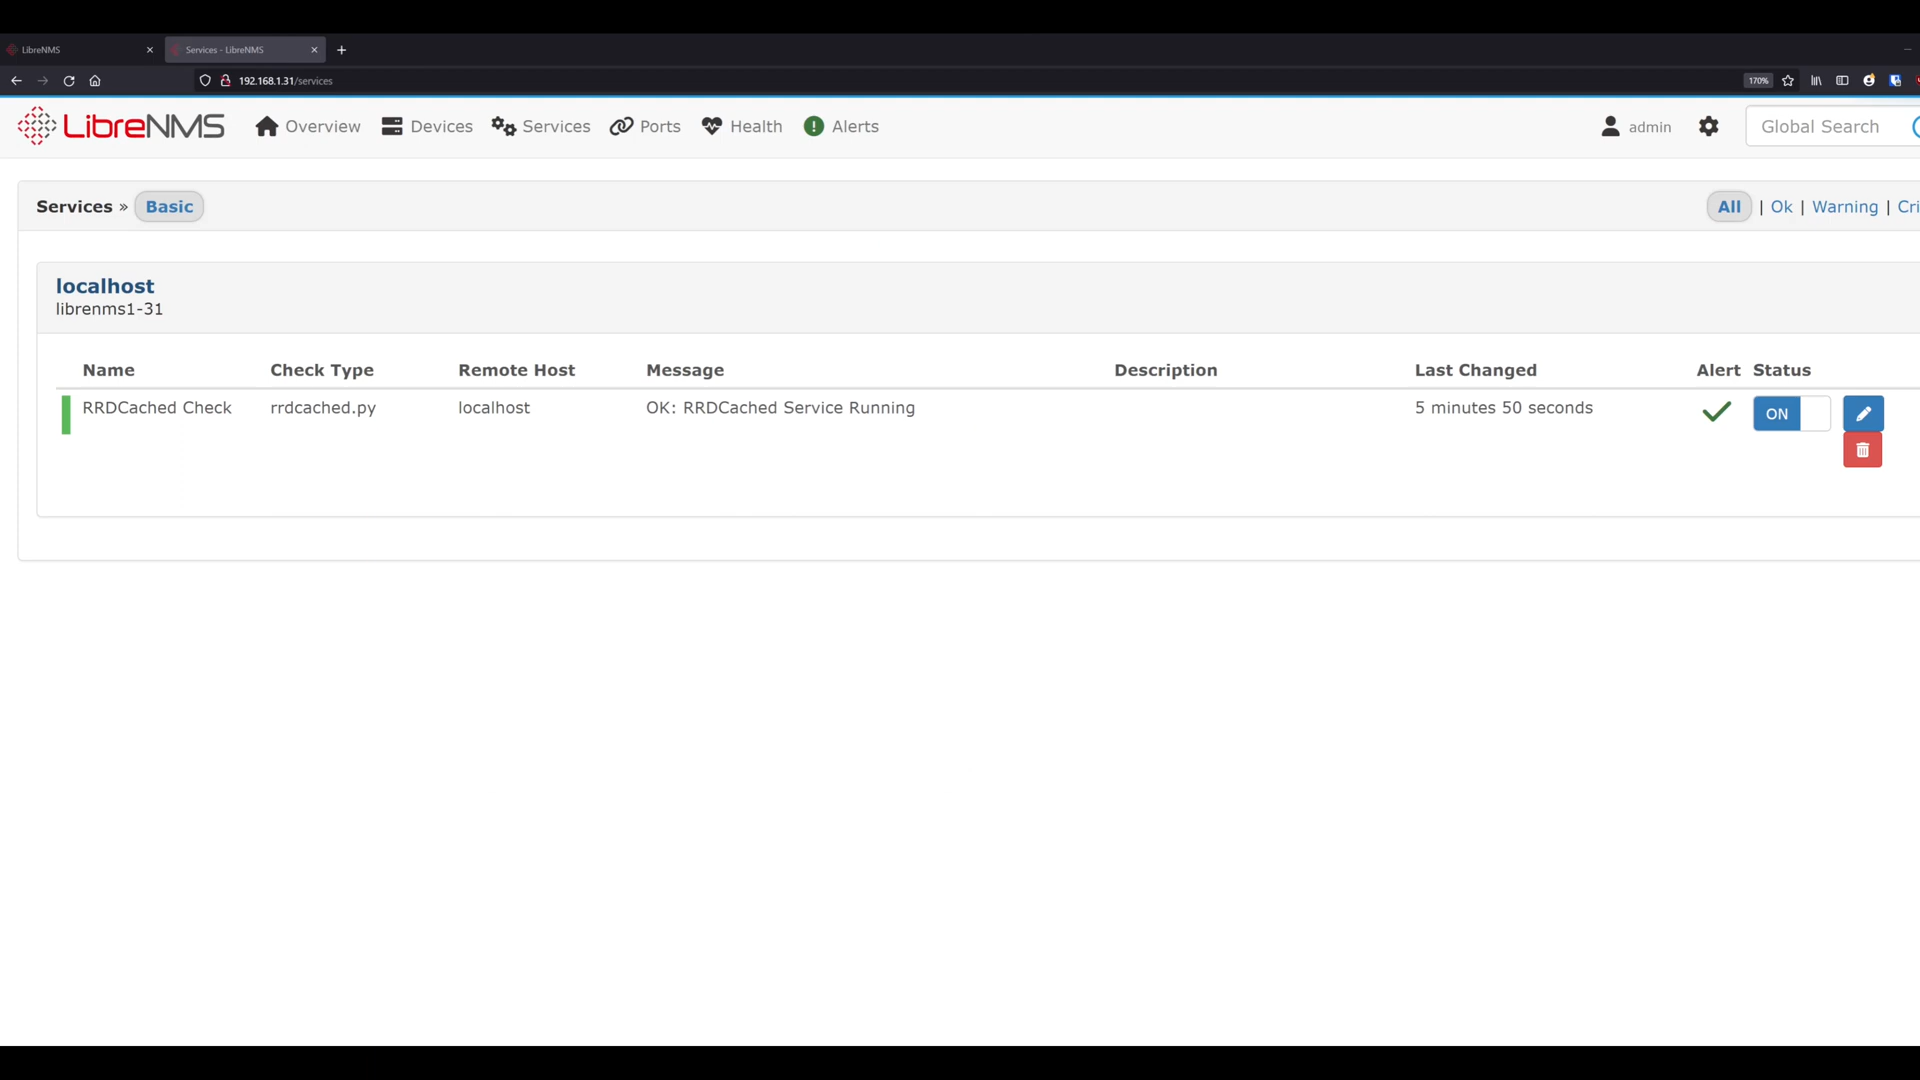 LibreNMS
Services - LibreNMS
192.168.1.31/services
170%
LibreNMS Overview Devices Services Ports Health Alerts admin Global Search
Services » Basic
All | Ok | Warning | Cri
localhost
librenms1-31
Name Check Type Remote Host Message Description Last Changed Alert Status
RRDCached Check rrdcached.py localhost OK: RRDCached Service Running 5 minutes 50 seconds ON